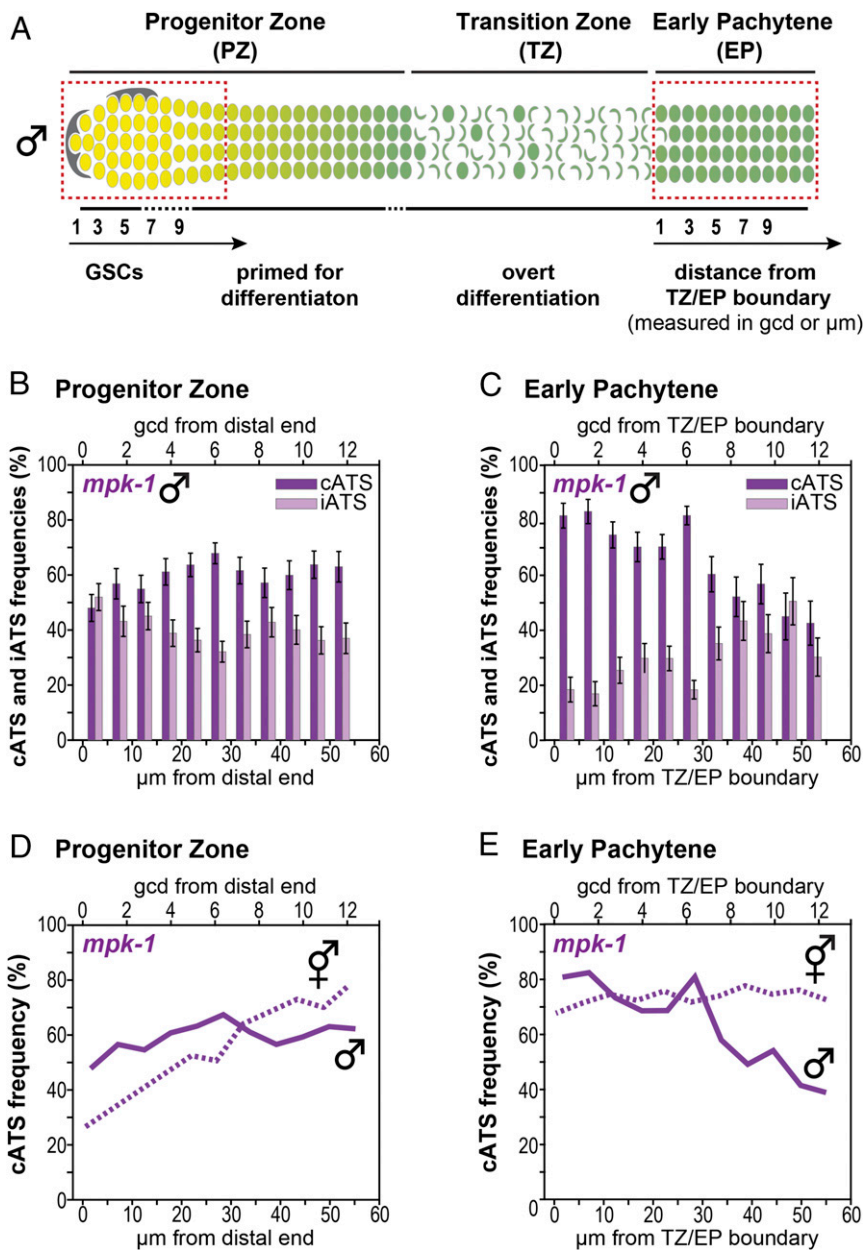 A
Progenitor Zone
(PZ)
Transition Zone
(TZ)
Early Pachytene
(EP)
♂
1 3 5 7 9
1 3 5 7 9
GSCs
primed for
differentiaton
overt
differentiation
distance from
TZ/EP boundary
(measured in gcd or µm)
B Progenitor Zone
gcd from distal end
0 2 4 6 8 10 12
cATS and iATS frequencies (%)
100
80
60
40
20
0
mpk-1 ♂
cATS
iATS
0 10 20 30 40 50 60
µm from distal end
C Early Pachytene
gcd from TZ/EP boundary
0 2 4 6 8 10 12
cATS and iATS frequencies (%)
100
80
60
40
20
0
mpk-1 ♂
cATS
iATS
0 10 20 30 40 50 60
µm from TZ/EP boundary
D Progenitor Zone
gcd from distal end
0 2 4 6 8 10 12
cATS frequency (%)
100
80
60
40
20
0
mpk-1
⚥
♂
0 10 20 30 40 50 60
µm from distal end
E Early Pachytene
gcd from TZ/EP boundary
0 2 4 6 8 10 12
cATS frequency (%)
100
80
60
40
20
0
mpk-1
⚥
♂
0 10 20 30 40 50 60
µm from TZ/EP boundary